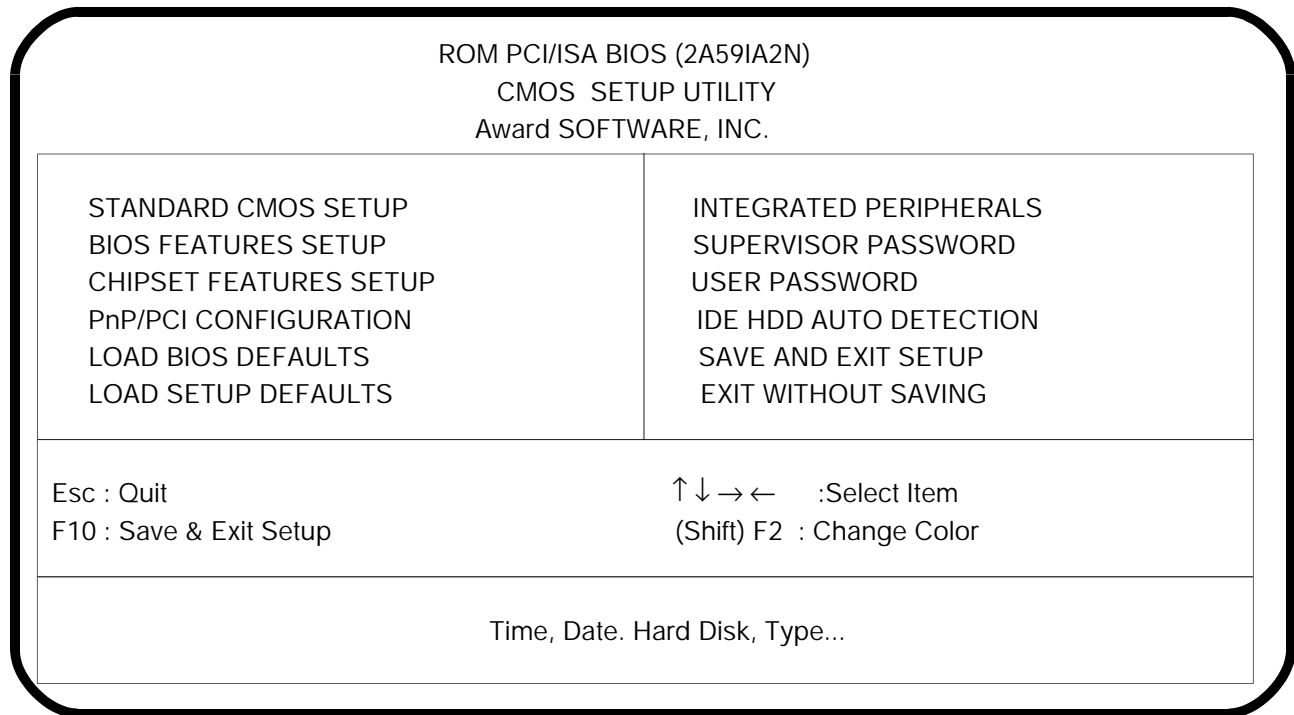 ROM PCI/ISA BIOS (2A59IA2N)
CMOS SETUP UTILITY
Award SOFTWARE, INC.
STANDARD CMOS SETUP
BIOS FEATURES SETUP
CHIPSET FEATURES SETUP
PnP/PCI CONFIGURATION
LOAD BIOS DEFAULTS
LOAD SETUP DEFAULTS
INTEGRATED PERIPHERALS
SUPERVISOR PASSWORD
USER PASSWORD
IDE HDD AUTO DETECTION
SAVE AND EXIT SETUP
EXIT WITHOUT SAVING
Esc : Quit
F10 : Save & Exit Setup
↑ ↓ → ← :Select Item
(Shift) F2 : Change Color
Time, Date. Hard Disk, Type...